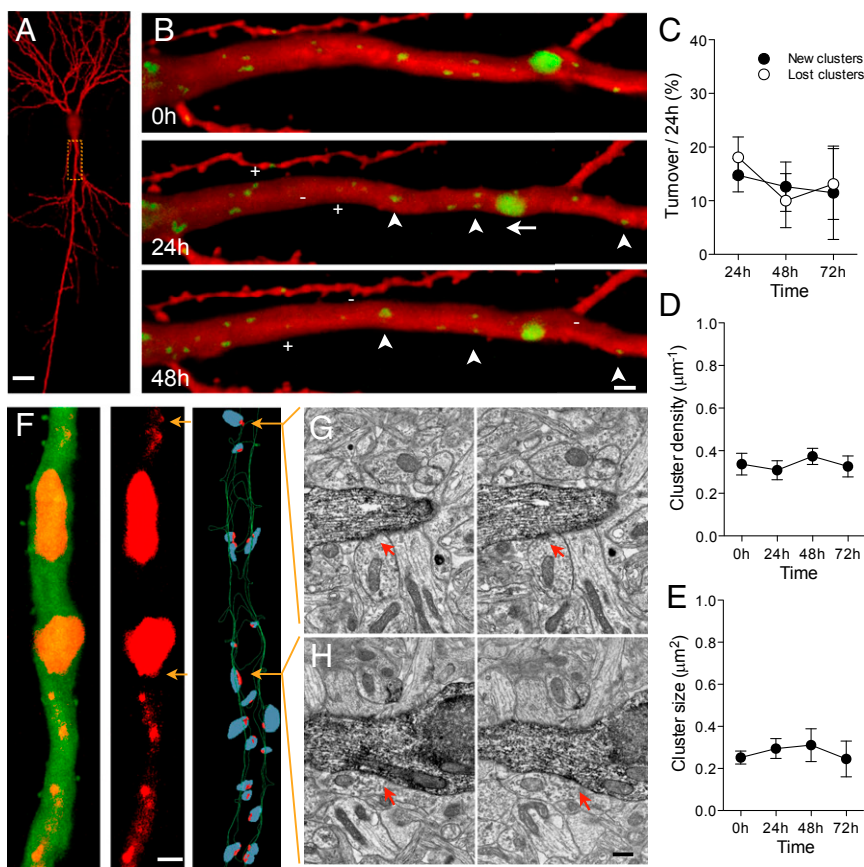 A
B
0h
+
-
+
24h
-
+
-
48h
C
New clusters
Lost clusters
Turnover / 24h (%)
40
30
20
10
0
24h
48h
72h
Time
D
Cluster density (μm⁻¹)
1.0
0.8
0.6
0.4
0.2
0.0
0h
24h
48h
72h
Time
E
Cluster size (μm²)
1.0
0.8
0.6
0.4
0.2
0.0
0h
24h
48h
72h
Time
F
G
H